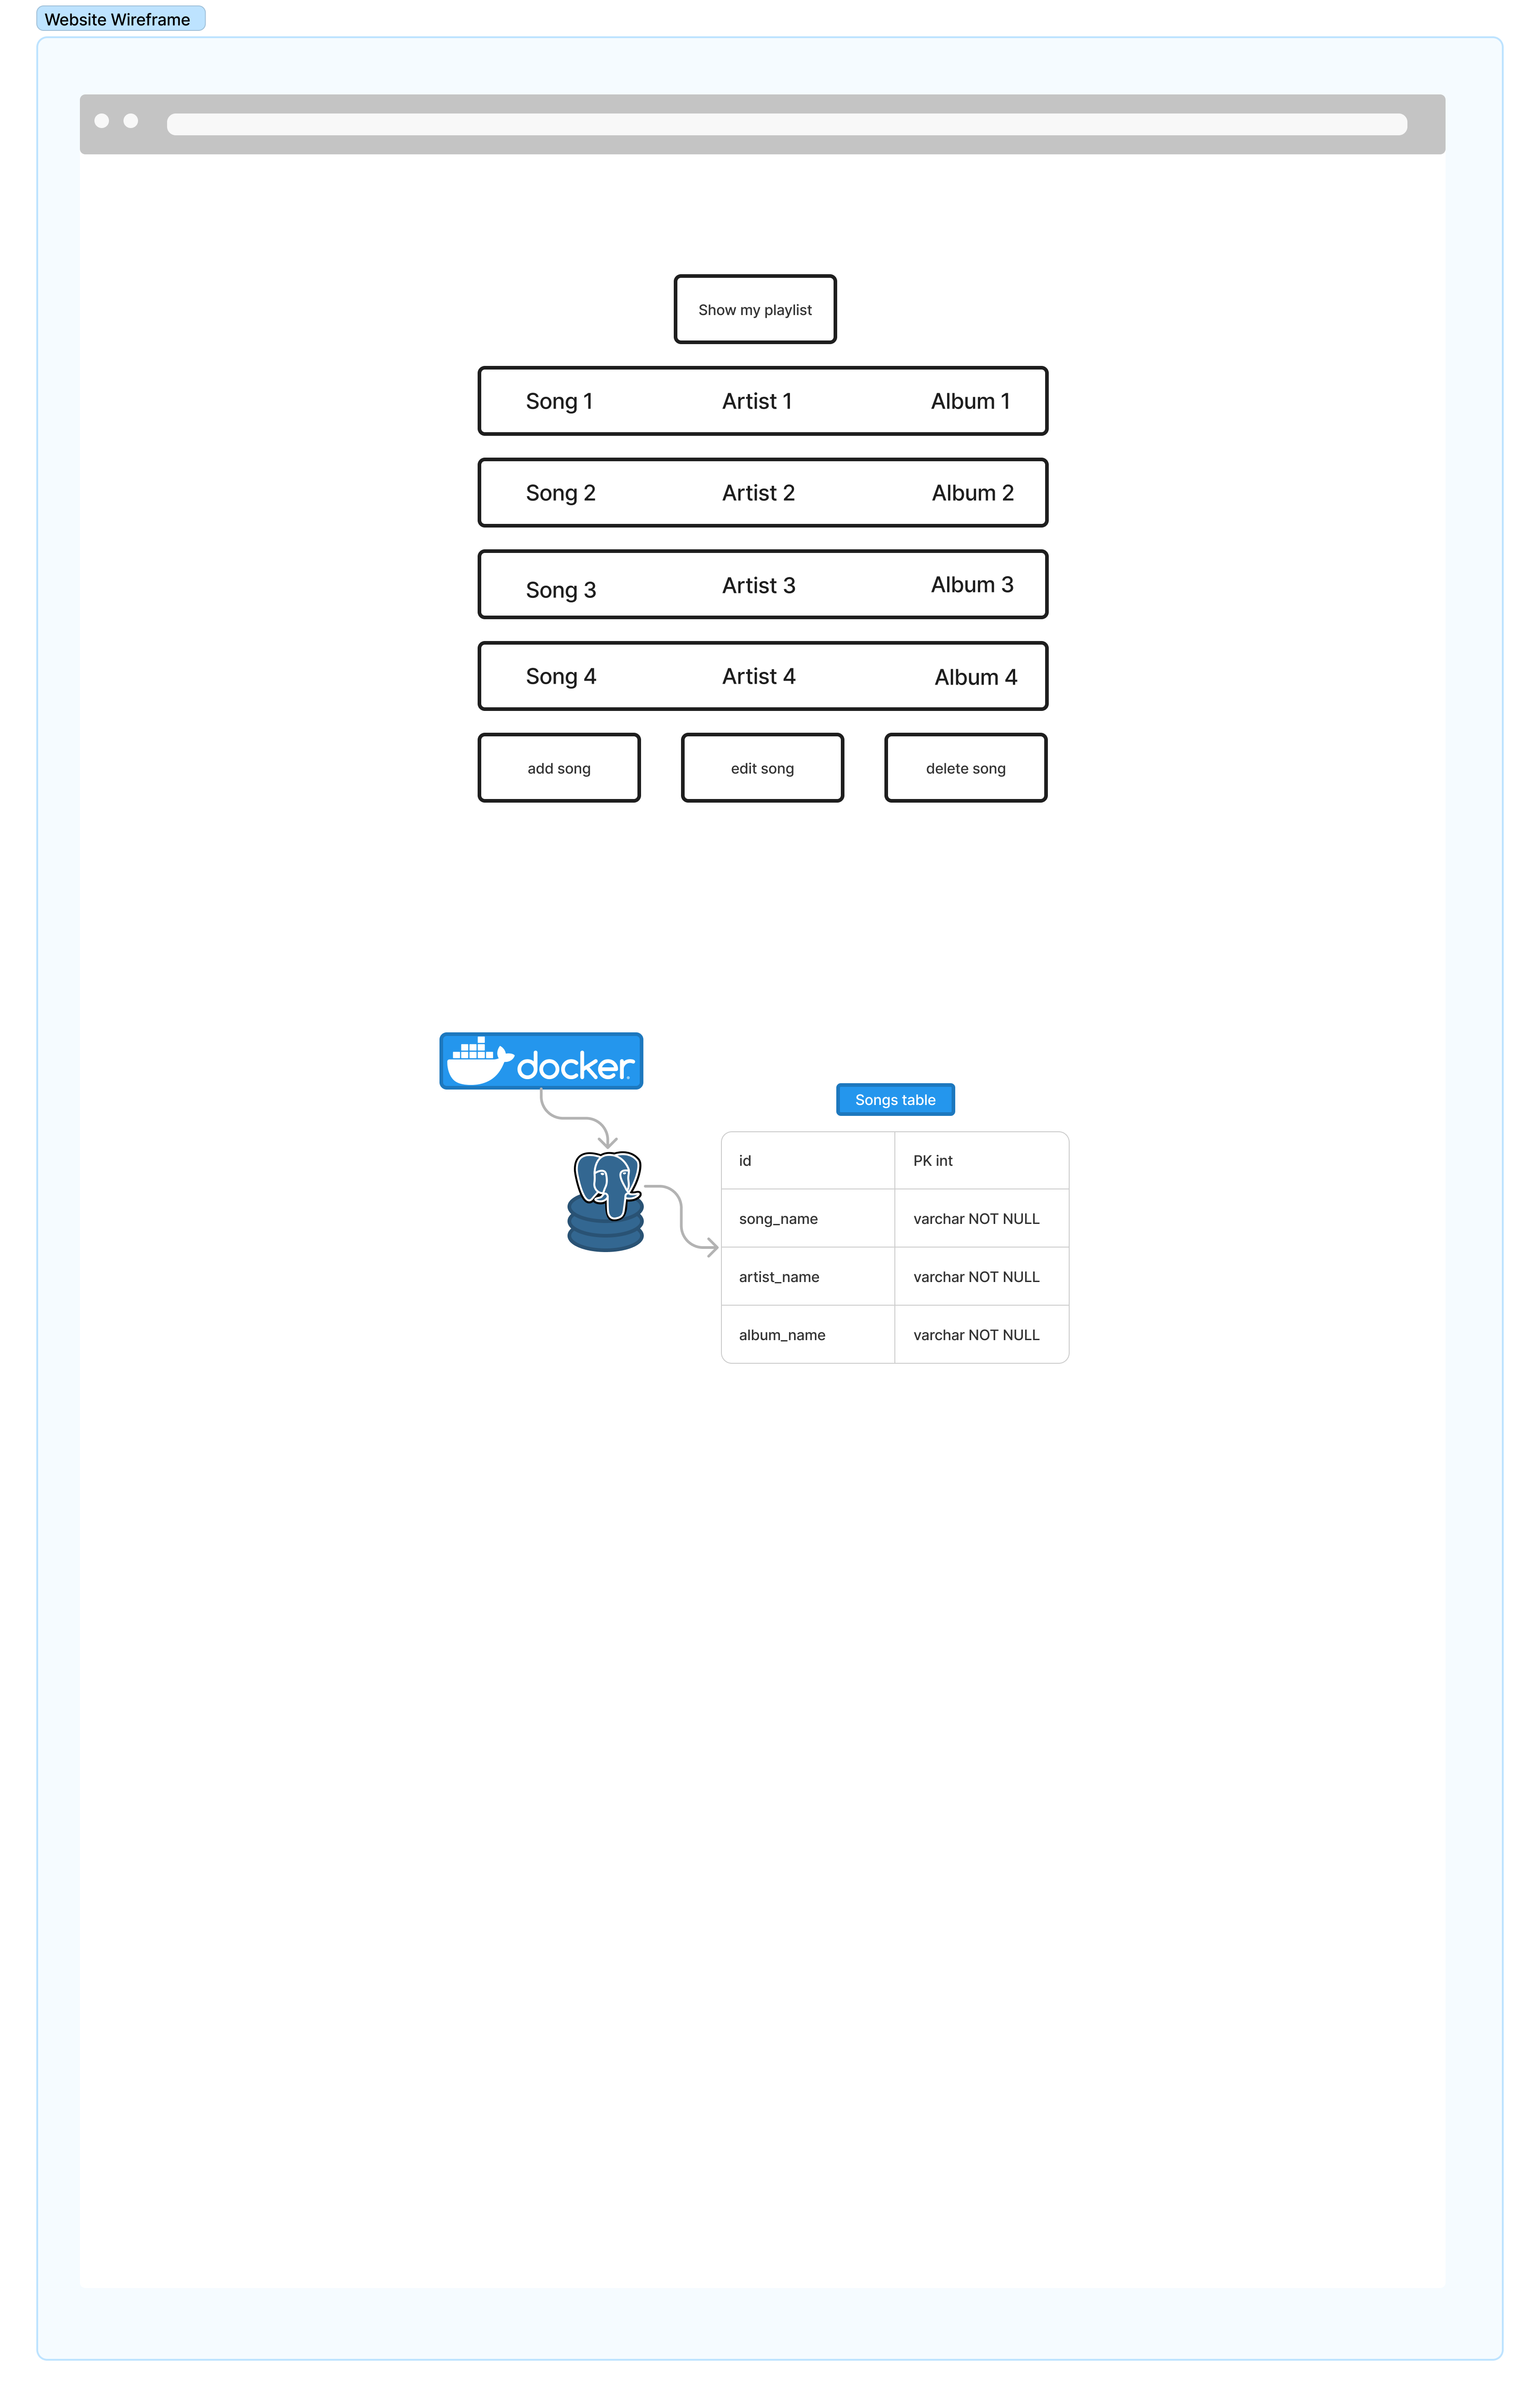 Website Wireframe
Show my playlist
Song 1 Artist 1 Album 1
Song 2 Artist 2 Album 2
Song 3 Artist 3 Album 3
Song 4 Artist 4 Album 4
add song edit song delete song
docker
Songs table
id PK int
song_name varchar NOT NULL
artist_name varchar NOT NULL
album_name varchar NOT NULL